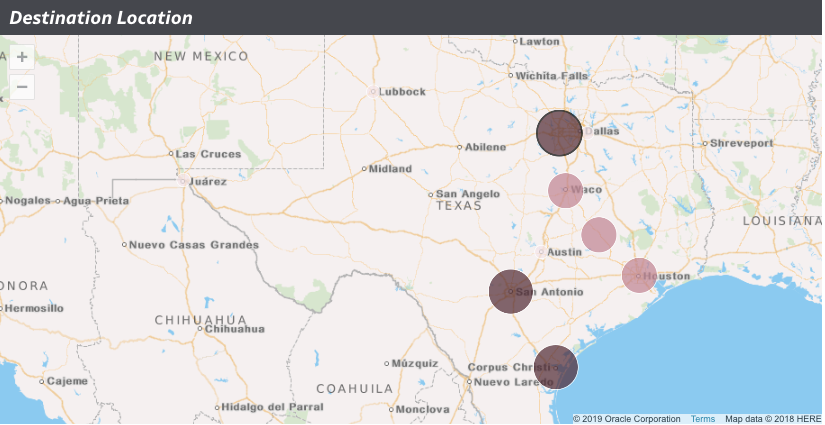 Destination Location
+
−
NEW MEXICO
Lawton
Wichita Falls
Lubbock
Dallas
Abilene
Shreveport
Las Cruces
Midland
Juárez
Waco
San Angelo
Nogales
Agua Prieta
TEXAS
LOUISIANA
Nuevo Casas Grandes
Austin
Houston
ONORA
San Antonio
Hermosillo
CHIHUAHUA
Chihuahua
Múzquiz
Corpus Christi
Cajeme
Nuevo Laredo
COAHUILA
Hidalgo del Parral
Monclova
© 2019 Oracle Corporation Terms Map data © 2018 HERE